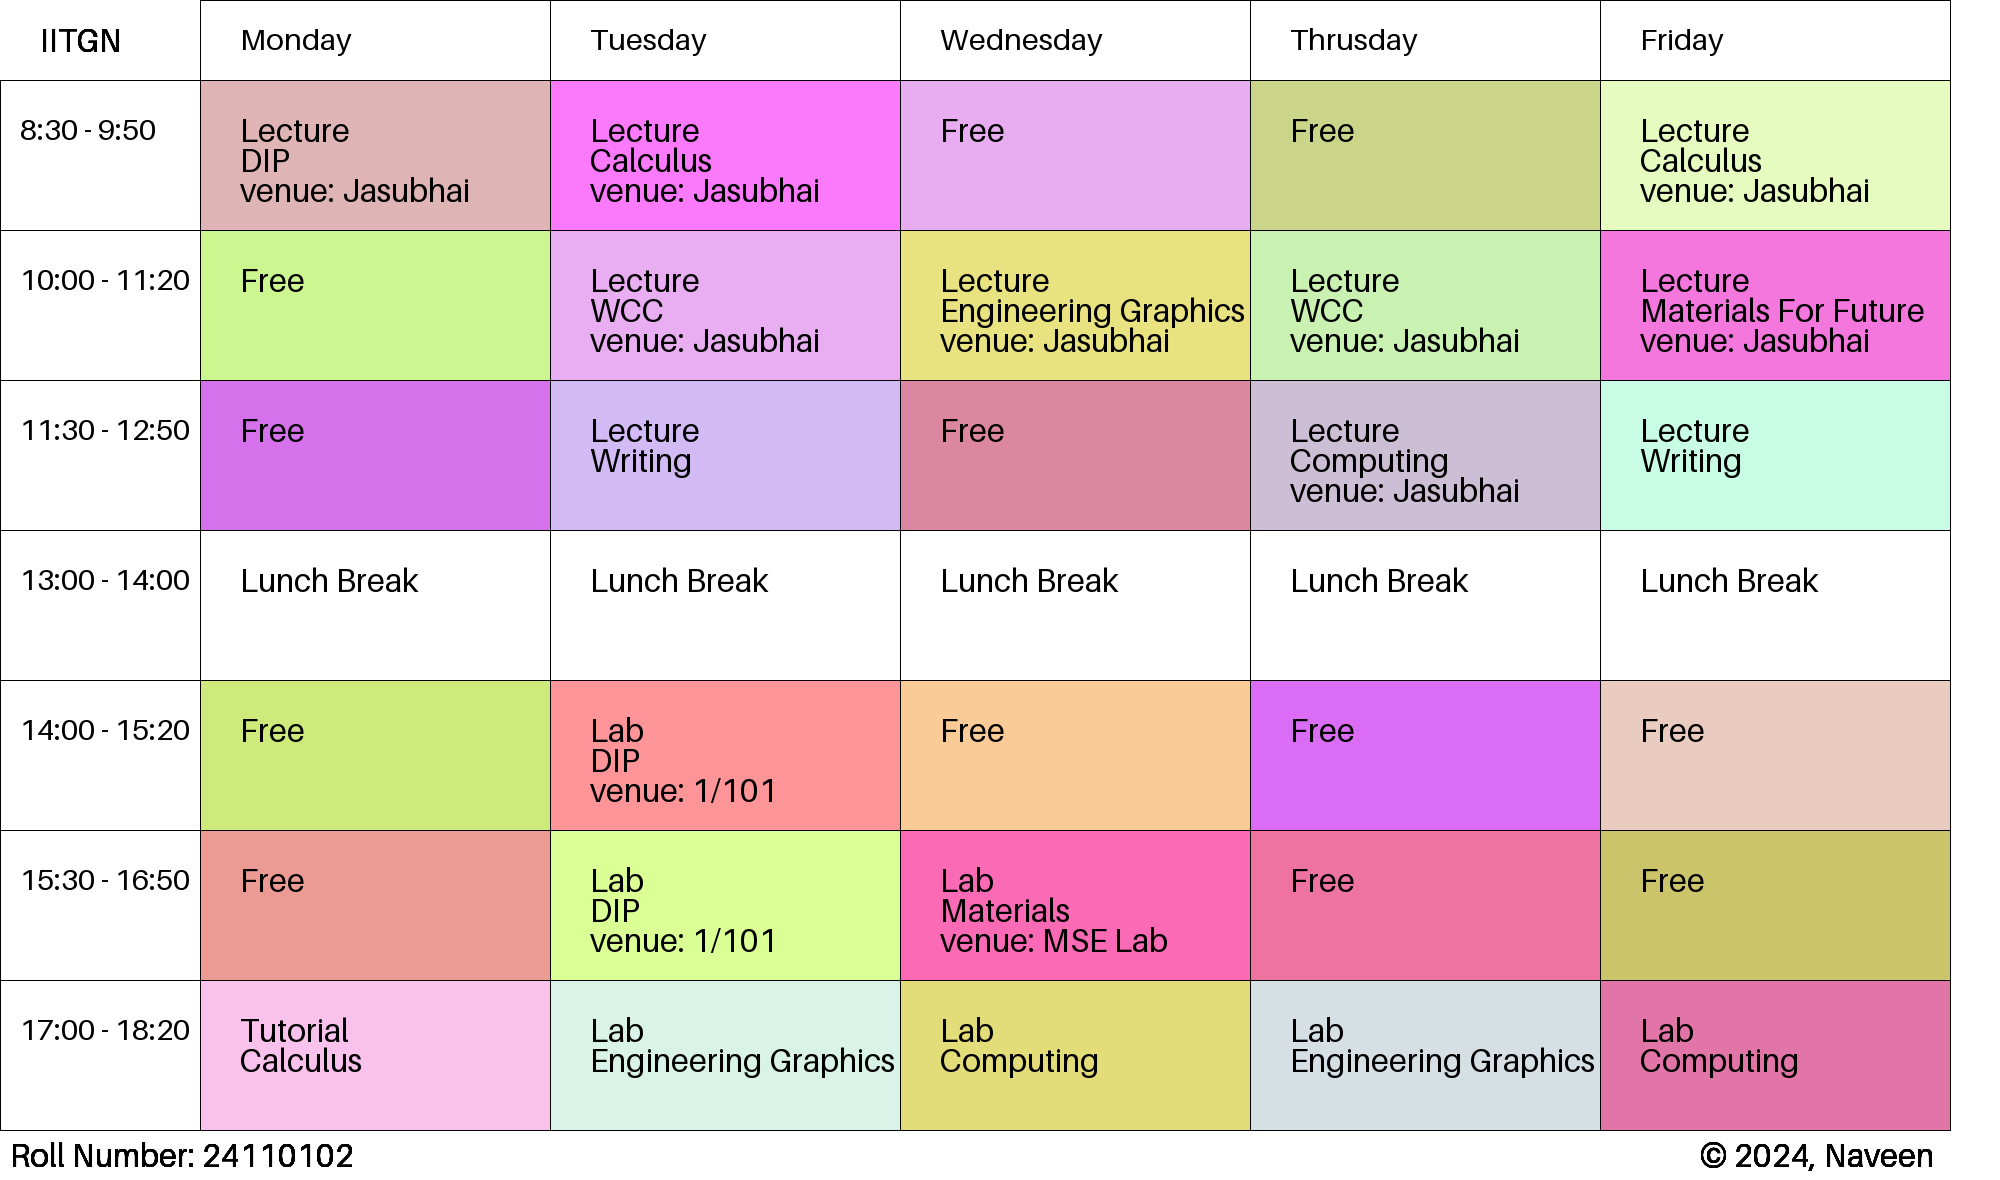 IITGN
Monday
Tuesday
Wednesday
Thrusday
Friday
8:30 - 9:50
Lecture
DIP
venue: Jasubhai
Lecture
Calculus
venue: Jasubhai
Free
Free
Lecture
Calculus
venue: Jasubhai
10:00 - 11:20
Free
Lecture
WCC
venue: Jasubhai
Lecture
Engineering Graphics
venue: Jasubhai
Lecture
WCC
venue: Jasubhai
Lecture
Materials For Future
venue: Jasubhai
11:30 - 12:50
Free
Lecture
Writing
Free
Lecture
Computing
venue: Jasubhai
Lecture
Writing
13:00 - 14:00
Lunch Break
Lunch Break
Lunch Break
Lunch Break
Lunch Break
14:00 - 15:20
Free
Lab
DIP
venue: 1/101
Free
Free
Free
15:30 - 16:50
Free
Lab
DIP
venue: 1/101
Lab
Materials
venue: MSE Lab
Free
Free
17:00 - 18:20
Tutorial
Calculus
Lab
Engineering Graphics
Lab
Computing
Lab
Engineering Graphics
Lab
Computing
Roll Number: 24110102
© 2024, Naveen